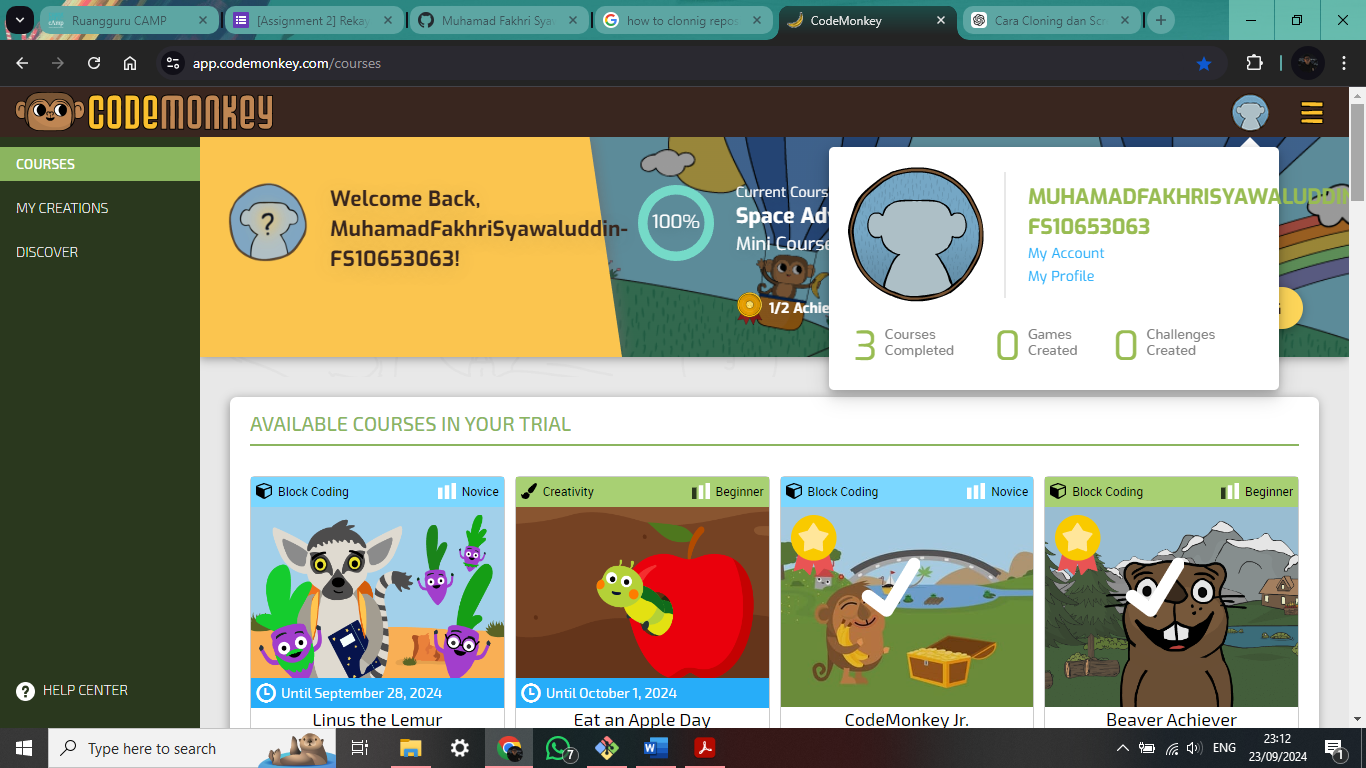 Ruangguru CAMP
[Assignment 2] Rekay
Muhamad Fakhri Syav
how to clonnig repos
CodeMonkey
Cara Cloning dan Scr
app.codemonkey.com/courses
CODEMONKEY
COURSES
MY CREATIONS
DISCOVER
HELP CENTER
?
Welcome Back,
MuhamadFakhriSyawaluddin-
FS10653063!
100%
Current Cours
Space Adv
Mini Course
1/2 Achie
MUHAMADFAKHRISYAWALUDDIN
FS10653063
My Account
My Profile
3 Courses Completed
0 Games Created
0 Challenges Created
AVAILABLE COURSES IN YOUR TRIAL
Block Coding Novice
Until September 28, 2024
Linus the Lemur
Creativity Beginner
Until October 1, 2024
Eat an Apple Day
Block Coding Novice
CodeMonkey Jr.
Block Coding Beginner
Beaver Achiever
Type here to search
7
ENG
23:12
23/09/2024
1